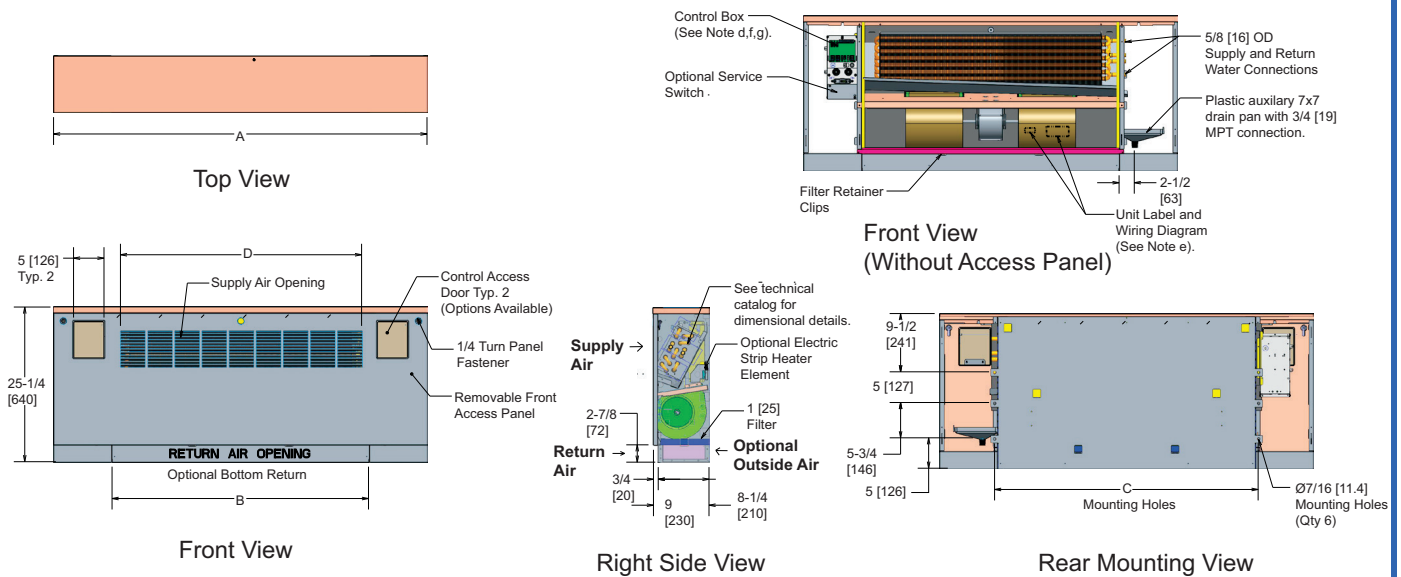 A
Top View
Control Box
(See Note d,f,g).
Optional Service
Switch .
5/8 [16] OD
Supply and Return
Water Connections
Plastic auxilary 7x7
drain pan with 3/4 [19]
MPT connection.
Filter Retainer
Clips
2-1/2
[63]
Unit Label and
Wiring Diagram
(See Note e).
Front View
(Without Access Panel)
5 [126]
Typ. 2
D
Supply Air Opening
Control Access
Door Typ. 2
(Options Available)
1/4 Turn Panel
Fastener
Removable Front
Access Panel
25-1/4
[640]
RETURN AIR OPENING
Optional Bottom Return
B
Front View
See technical
catalog for
dimensional details.
Supply
Air
Optional Electric
Strip Heater
Element
2-7/8
[72]
1 [25]
Filter
Return
Air
Optional
Outside Air
3/4
[20]
9
[230]
8-1/4
[210]
Right Side View
9-1/2
[241]
5 [127]
5-3/4
[146]
5 [126]
C
Mounting Holes
Ø7/16 [11.4]
Mounting Holes
(Qty 6)
Rear Mounting View